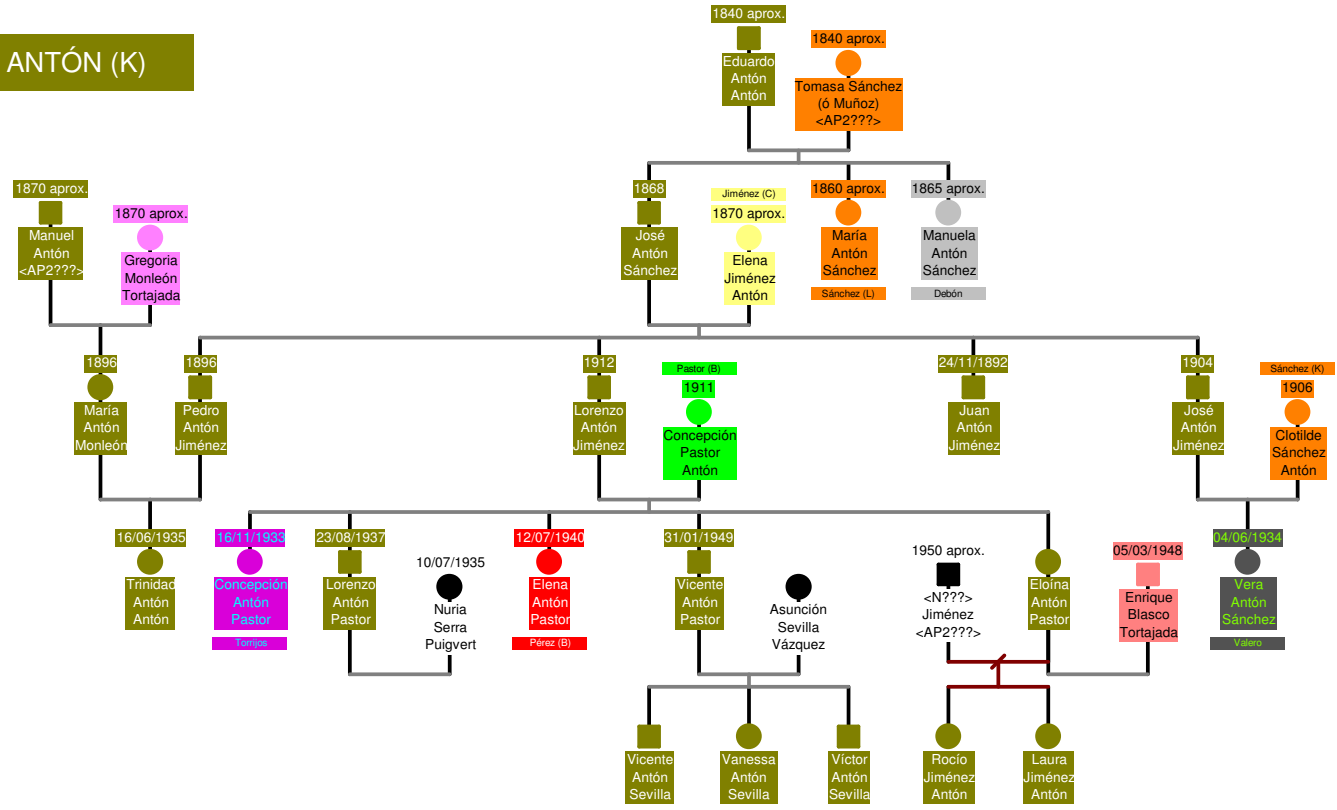 ANTÓN (K)
1840 aprox.
Eduardo
Antón
Antón
1840 aprox.
Tomasa Sánchez
(ó Muñoz)
<AP2???>
1870 aprox.
Manuel
Antón
<AP2???>
1870 aprox.
Gregoria
Monleón
Tortajada
1868
José
Antón
Sánchez
Jiménez (C)
1870 aprox.
Elena
Jiménez
Antón
1860 aprox.
María
Antón
Sánchez
Sánchez (L)
1865 aprox.
Manuela
Antón
Sánchez
Debón
1896
María
Antón
Monleón
1896
Pedro
Antón
Jiménez
1912
Lorenzo
Antón
Jiménez
Pastor (B)
1911
Concepción
Pastor
Antón
24/11/1892
Juan
Antón
Jiménez
1904
José
Antón
Jiménez
Sánchez (K)
1906
Clotilde
Sánchez
Antón
16/06/1935
Trinidad
Antón
Antón
16/11/1933
Concepción
Antón
Pastor
Torrijos
23/08/1937
Lorenzo
Antón
Pastor
10/07/1935
Nuria
Serra
Puigvert
12/07/1940
Elena
Antón
Pastor
Pérez (B)
31/01/1949
Vicente
Antón
Pastor
Asunción
Sevilla
Vázquez
1950 aprox.
<N???>
Jiménez
<AP2???>
Eloína
Antón
Pastor
05/03/1948
Enrique
Blasco
Tortajada
04/06/1934
Vera
Antón
Sánchez
Valero
Vicente
Antón
Sevilla
Vanessa
Antón
Sevilla
Víctor
Antón
Sevilla
Rocío
Jiménez
Antón
Laura
Jiménez
Antón